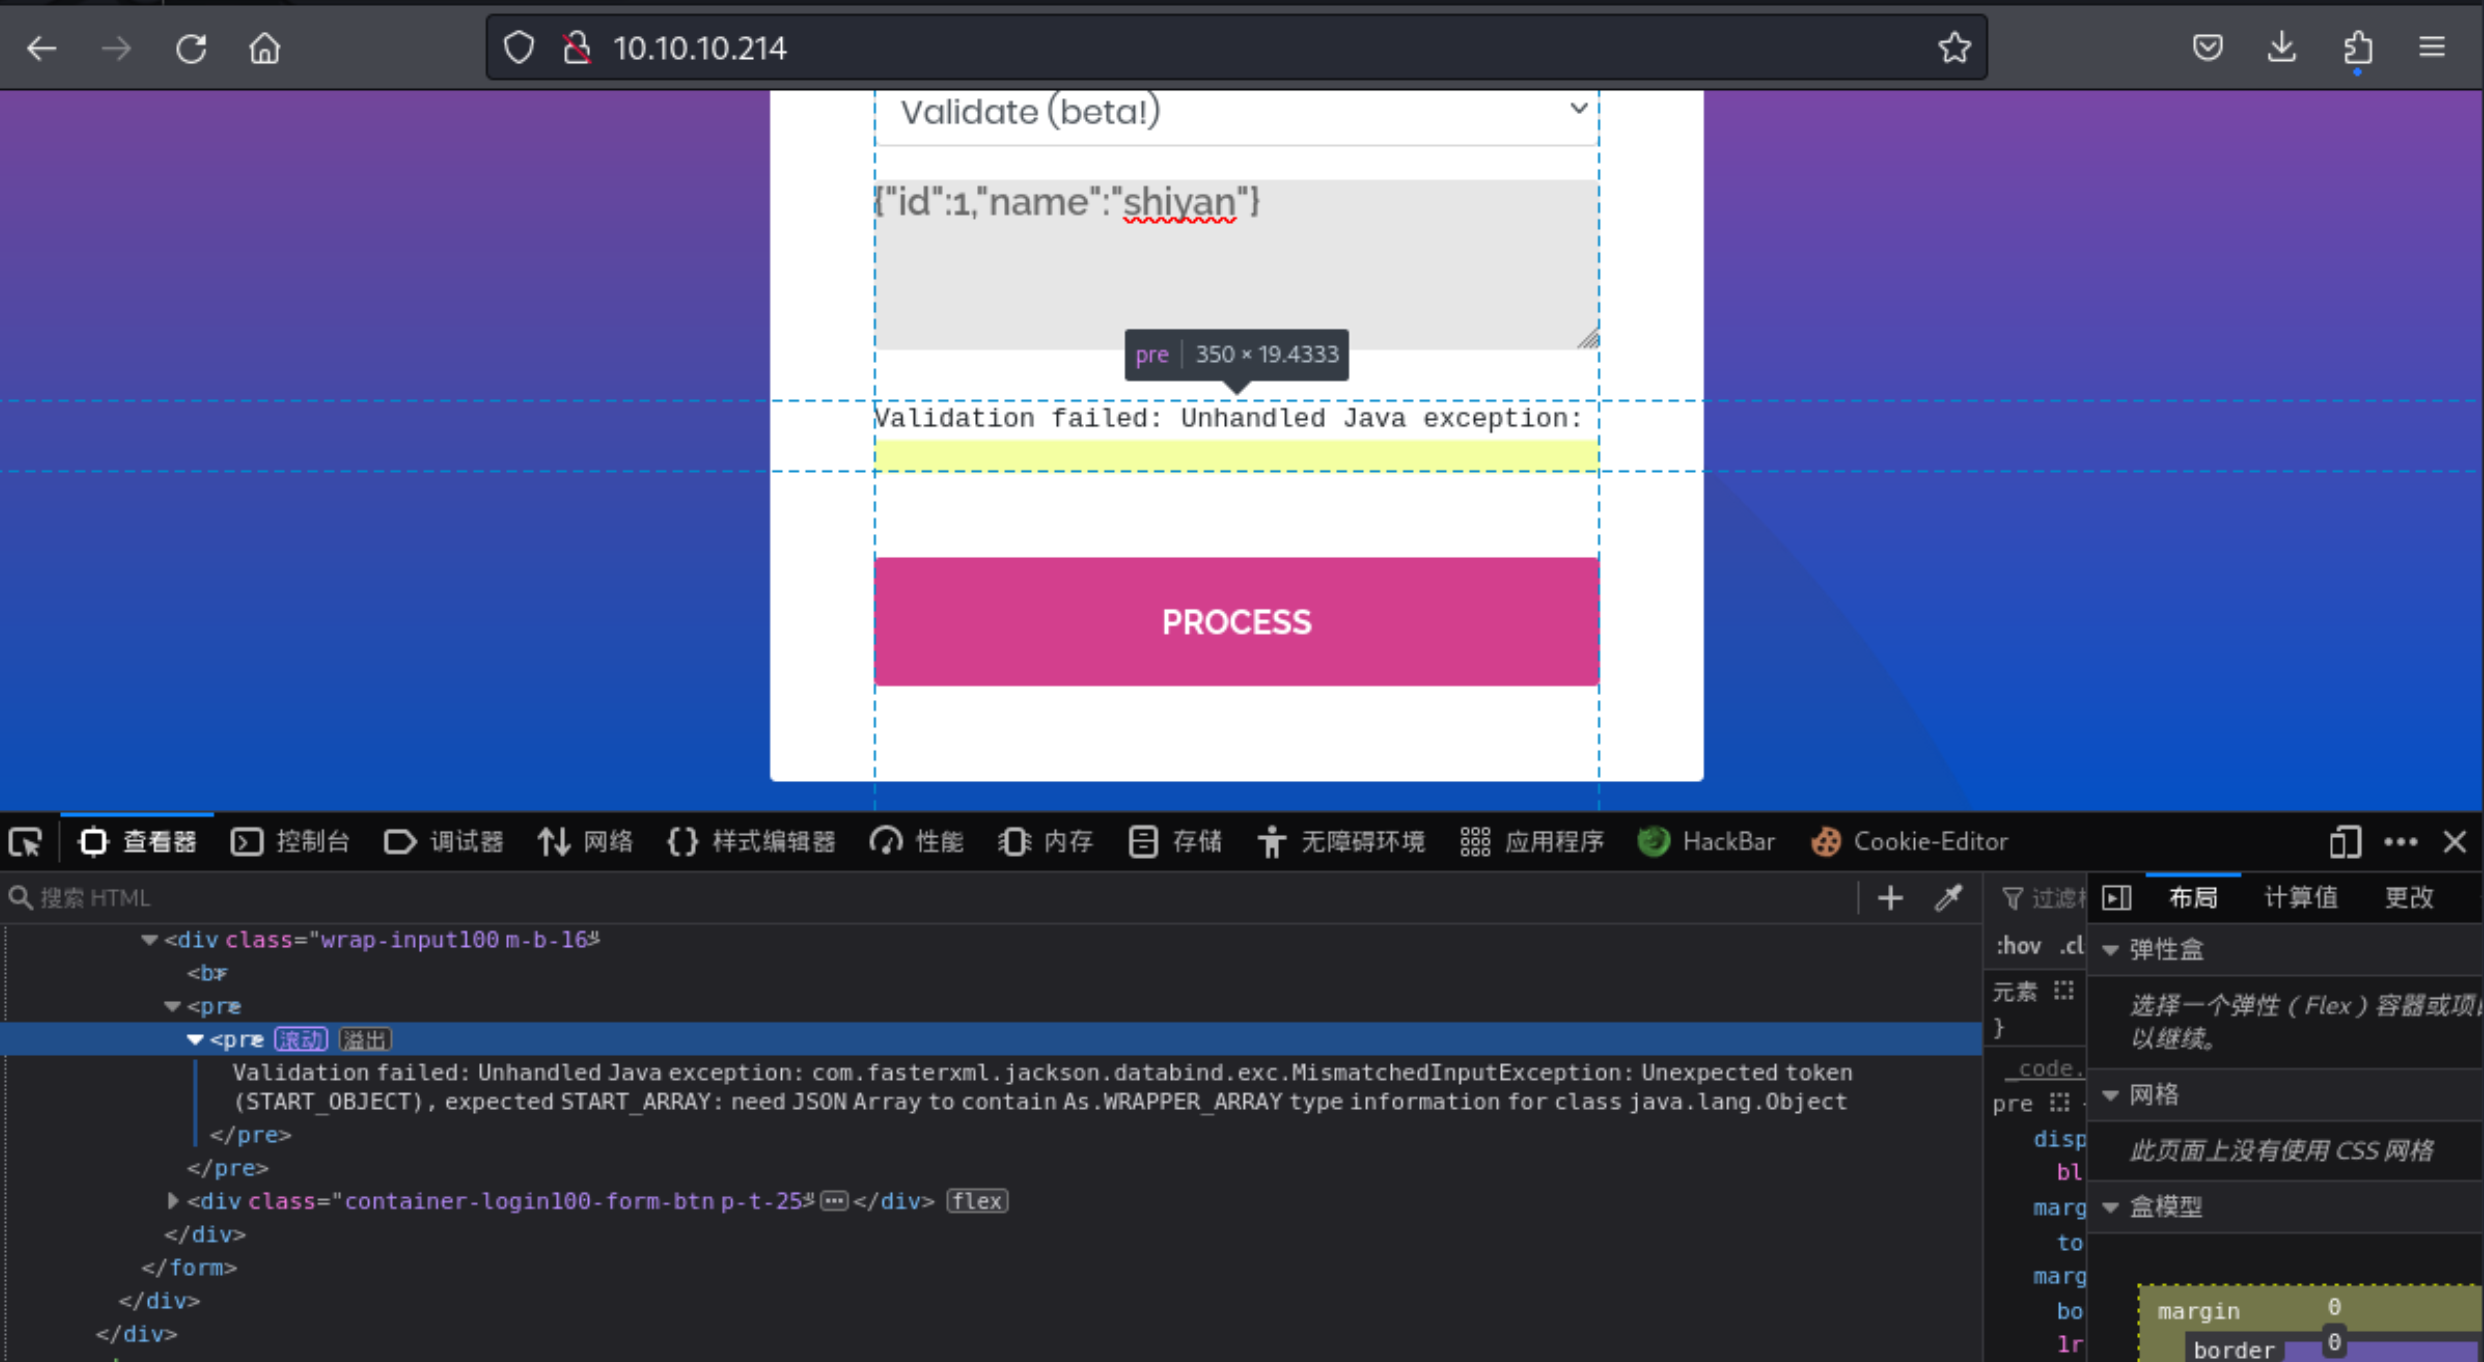 10.10.10.214
Validate (beta!)
{"id":1,"name":"shiyan"}
pre 350 × 19.4333
Validation failed: Unhandled Java exception:
PROCESS
查看器 控制台 调试器 网络 样式编辑器 性能 内存 存储 无障碍环境 应用程序 HackBar Cookie-Editor
搜索 HTML
过滤 布局 计算值 更改
<div class="wrap-input100 m-b-16">
<br>
<pre>
<pre> 滚动 溢出
Validation failed: Unhandled Java exception: com.fasterxml.jackson.databind.exc.MismatchedInputException: Unexpected token
(START_OBJECT), expected START_ARRAY: need JSON Array to contain As.WRAPPER_ARRAY type information for class java.lang.Object
</pre>
</pre>
<div class="container-login100-form-btn p-t-25"> ⋯ </div> flex
</div>
</form>
</div>
</div>
:hov .cl
元素
}
_code.
pre
disp
bl
marg
to
marg
bo
1r
弹性盒
选择一个弹性（Flex）容器或项目
以继续。
网格
此页面上没有使用 CSS 网格
盒模型
margin 0
border 0